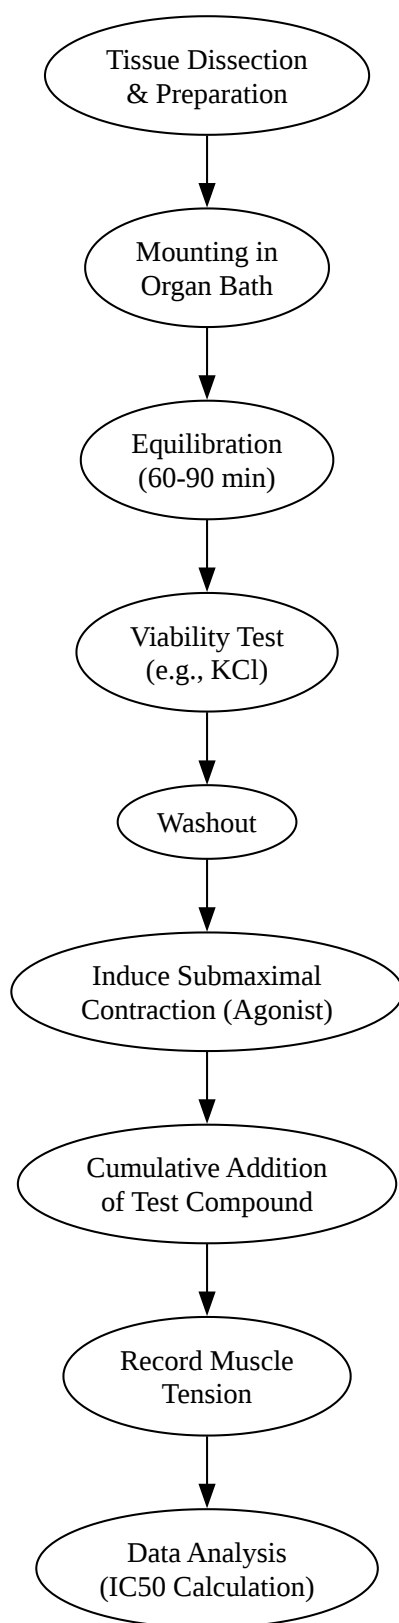 Tissue Dissection
& Preparation
Mounting in
Organ Bath
Equilibration
(60-90 min)
Viability Test
(e.g., KCl)
Washout
Induce Submaximal
Contraction (Agonist)
Cumulative Addition
of Test Compound
Record Muscle
Tension
Data Analysis
(IC50 Calculation)